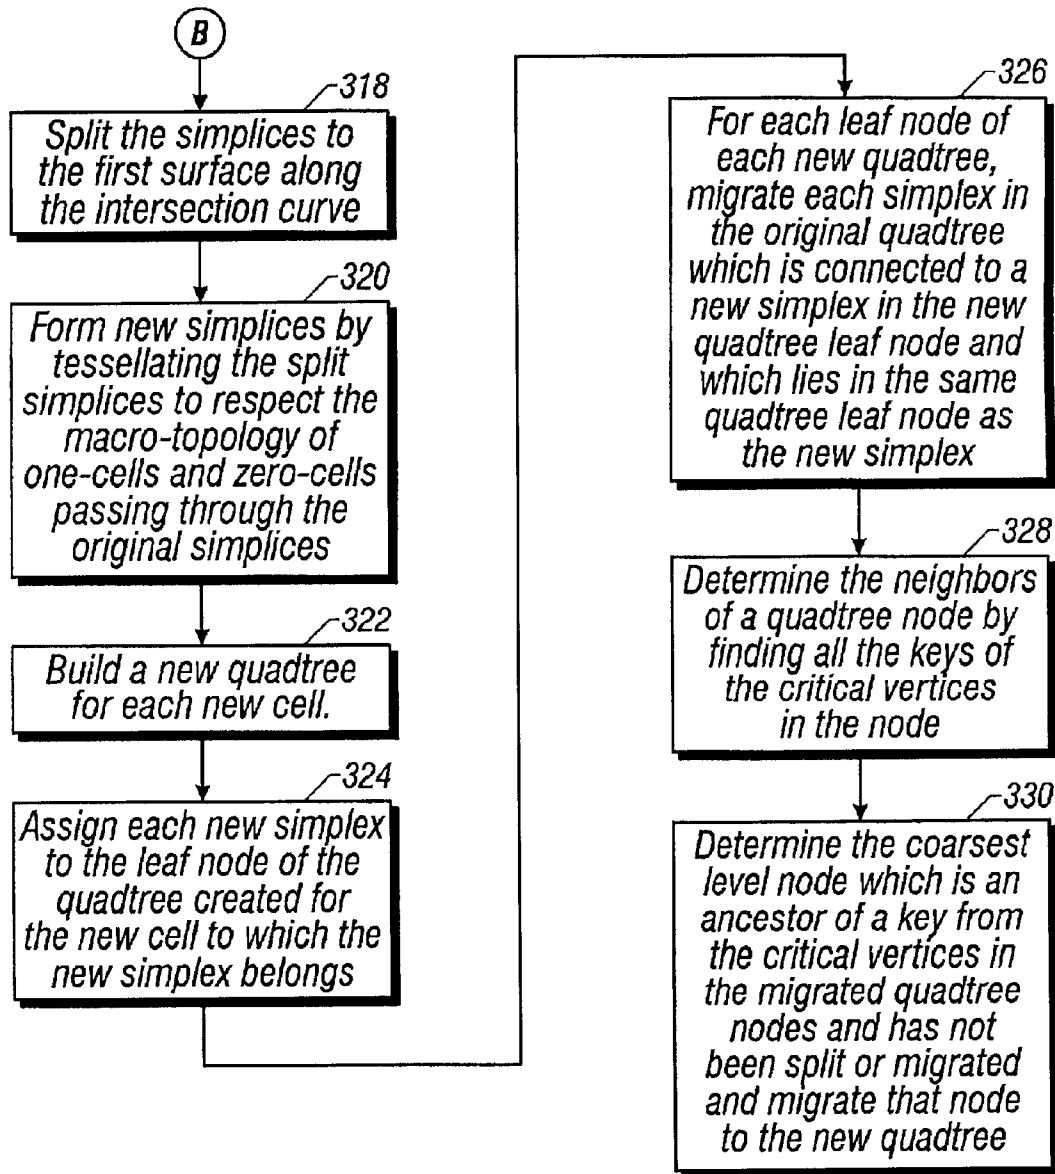 B
318
Split the simplices to
the first surface along
the intersection curve
320
Form new simplices by
tessellating the split
simplices to respect the
macro-topology of
one-cells and zero-cells
passing through the
original simplices
322
Build a new quadtree
for each new cell.
324
Assign each new simplex
to the leaf node of the
quadtree created for
the new cell to which the
new simplex belongs
326
For each leaf node of
each new quadtree,
migrate each simplex in
the original quadtree
which is connected to a
new simplex in the new
quadtree leaf node and
which lies in the same
quadtree leaf node as
the new simplex
328
Determine the neighbors
of a quadtree node by
finding all the keys of
the critical vertices
in the node
330
Determine the coarsest
level node which is an
ancestor of a key from
the critical vertices in
the migrated quadtree
nodes and has not
been split or migrated
and migrate that node
to the new quadtree